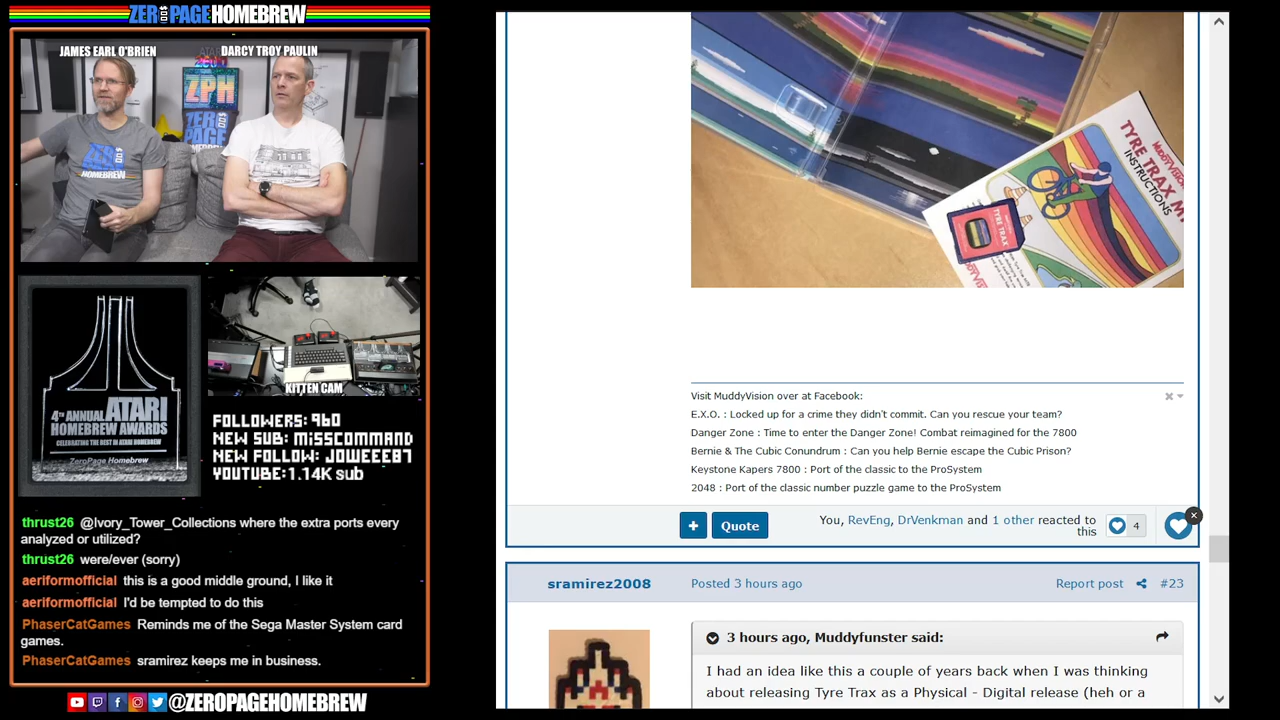 ZEROPAGE HOMEBREW
JAMES EARL O'BRIEN
DARCY TROY PAULIN
ZPH
HOMEBREW
4TH ANNUAL ATARI
HOMEBREW AWARDS
CELEBRATING THE BEST IN ATARI HOMEBREW
ZeroPage Homebrew
KITTEN CAM
FOLLOWERS: 960
NEW SUB: MISSCOMMAND
NEW FOLLOW: JOWEEE87
YOUTUBE: 1.14K sub
thrust26 @Ivory_Tower_Collections where the extra ports every
analyzed or utilized?
thrust26 were/ever (sorry)
aeriformofficial this is a good middle ground, I like it
aeriformofficial I'd be tempted to do this
PhaserCatGames Reminds me of the Sega Master System card
games.
PhaserCatGames sramirez keeps me in business.
@ZEROPAGEHOMEBREW
TYRE TRAX
INSTRUCTIONS
TYRE TRAX
Visit MuddyVision over at Facebook:
E.X.O. : Locked up for a crime they didn't commit. Can you rescue your team?
Danger Zone : Time to enter the Danger Zone! Combat reimagined for the 7800
Bernie & The Cubic Conundrum : Can you help Bernie escape the Cubic Prison?
Keystone Kapers 7800 : Port of the classic to the ProSystem
2048 : Port of the classic number puzzle game to the ProSystem
+ Quote
You, RevEng, DrVenkman and 1 other reacted to
this
4
sramirez2008
Posted 3 hours ago
Report post
#23
3 hours ago, Muddyfunster said:
I had an idea like this a couple of years back when I was thinking
about releasing Tyre Trax as a Physical - Digital release (heh or a